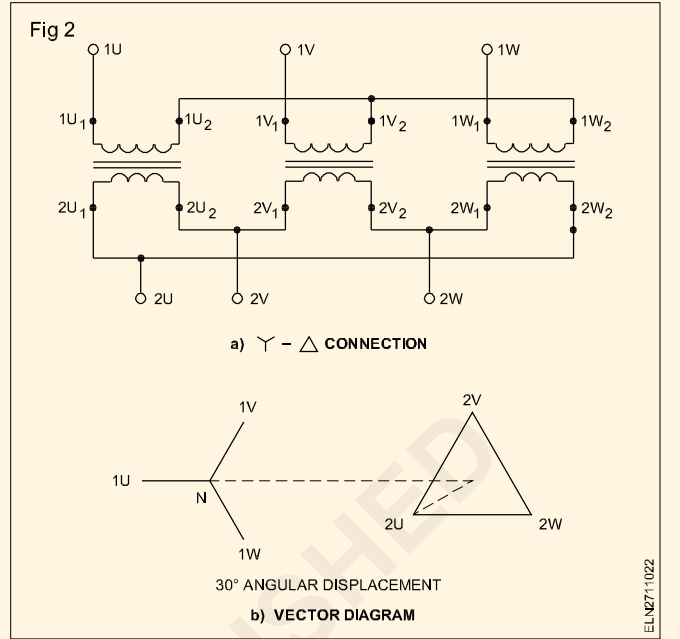 Fig 2
1U 1V 1W
1U1 1U2 1V1 1V2 1W1 1W2
2U1 2U2 2V1 2V2 2W1 2W2
2U 2V 2W
a) Y – △ CONNECTION
2V
1V
1U
N
2U 2W
1W
30° ANGULAR DISPLACEMENT
b) VECTOR DIAGRAM
ELN2711022